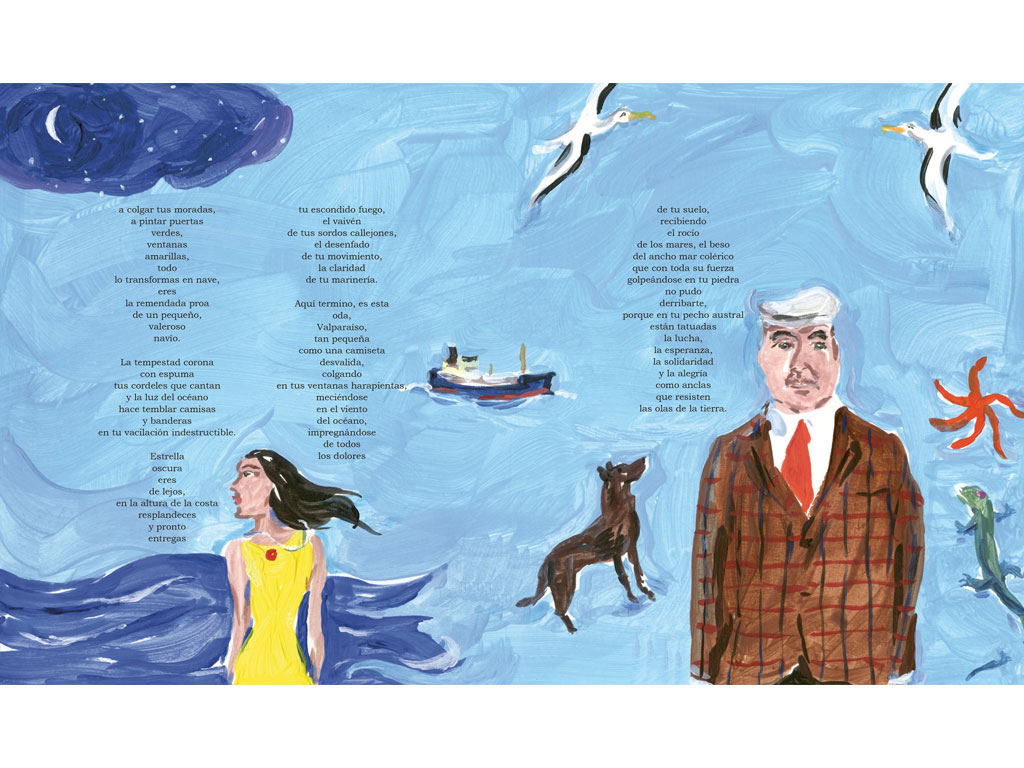 a colgar tus moradas,
a pintar puertas
verdes,
ventanas
amarillas,
todo
lo transformas en nave,
eres
la remendada proa
de un pequeño,
valeroso
navio.
La tempestad corona
con espuma
tus cordeles que cantan
y la luz del océano
hace temblar camisas
y banderas
en tu vacilación indestructible.
Estrella
oscura
eres
de lejos,
en la altura de la costa
resplandeces
y pronto
entregas
tu escondido fuego,
el vaivén
de tus sordos callejones,
el desenfado
de tu movimiento,
la claridad
de tu marinería.
Aquí termino, es esta
oda,
Valparaíso,
tan pequeña
como una camiseta
desvalida,
colgando
en tus ventanas harapientas,
meciéndose
en el viento
del océano,
impregnándose
de todos
los dolores
de tu suelo,
recibiendo
el rocío
de los mares, el beso
del ancho mar colérico
que con toda su fuerza
golpeándose en tu piedra
no pudo
derribarte,
porque en tu pecho austral
están tatuadas
la lucha,
la esperanza,
la solidaridad
y la alegría
como anclas
que resisten
las olas de la tierra.